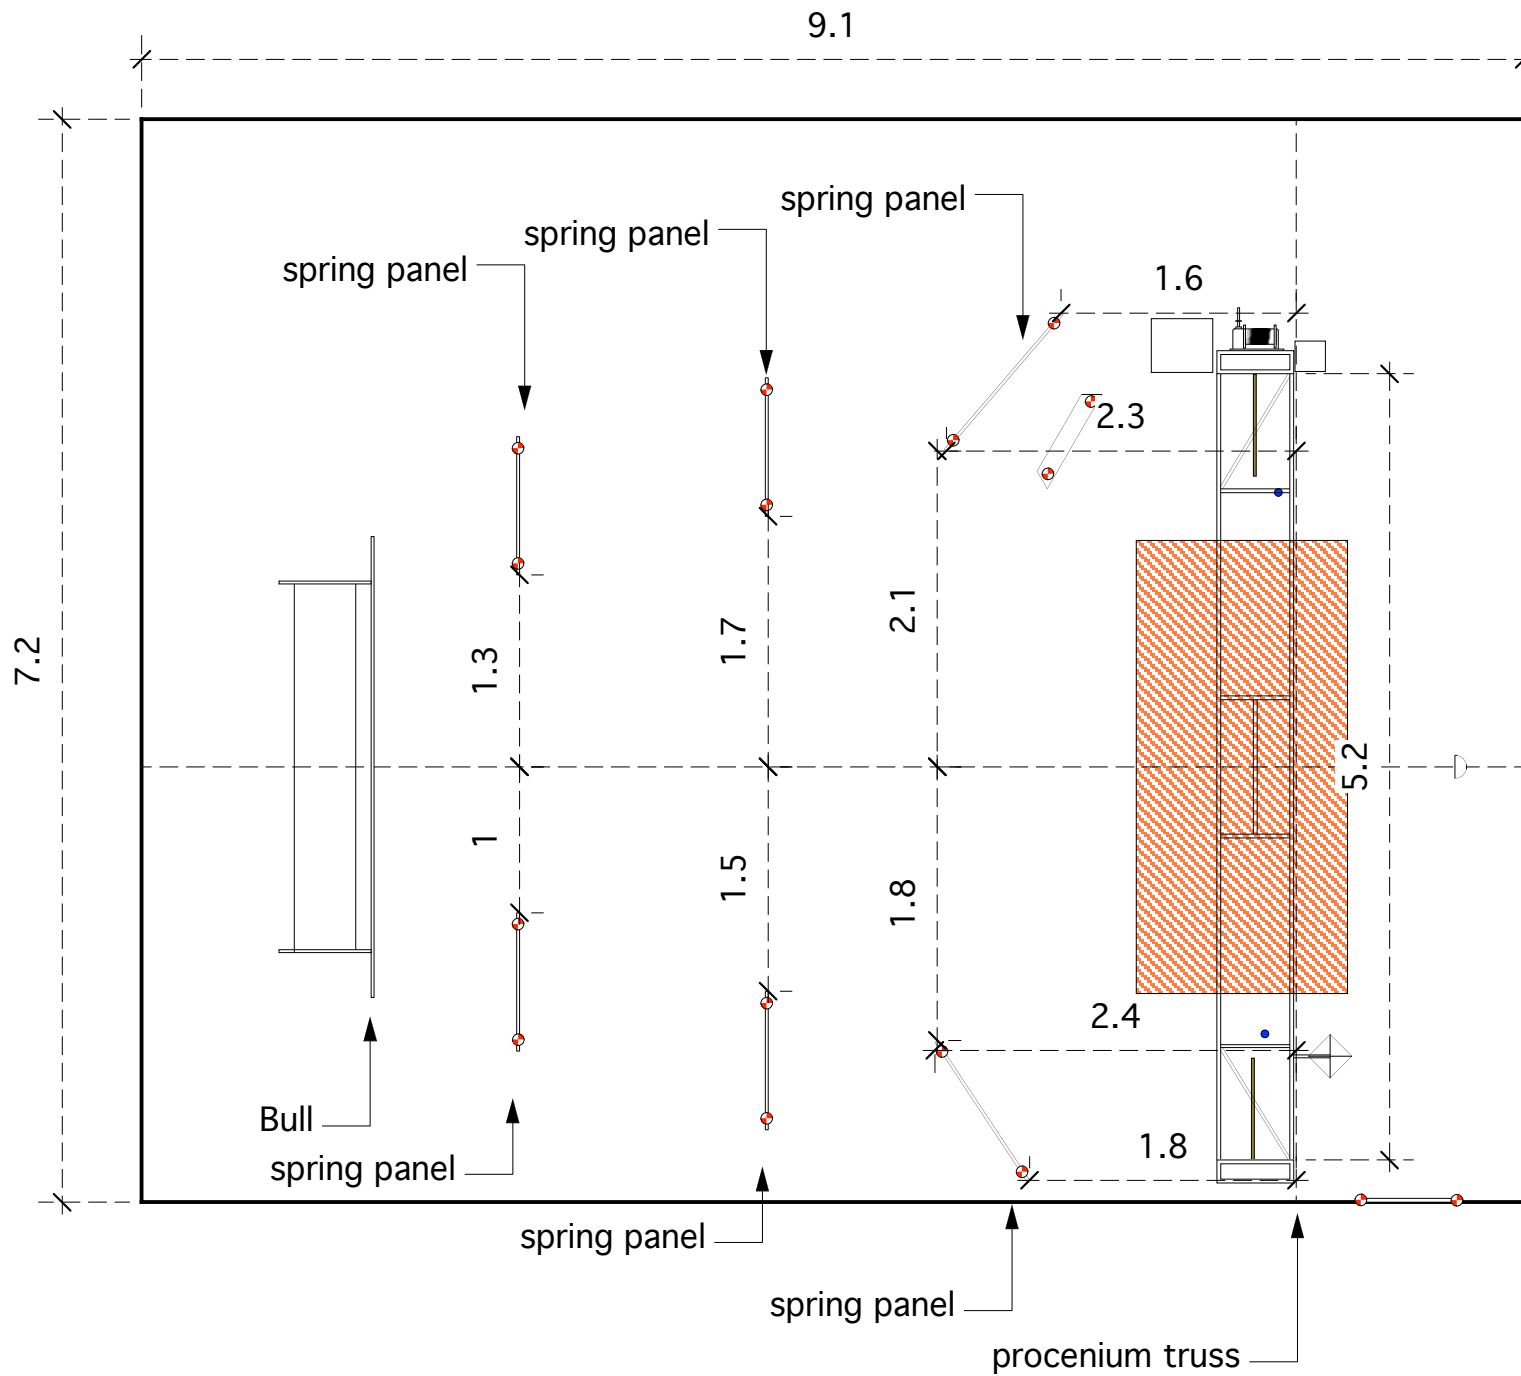 9.1
spring panel
spring panel
spring panel
1.6
2.3
7.2
1.3
1.7
2.1
1
1.5
1.8
5.2
2.4
1.8
Bull
spring panel
spring panel
spring panel
procenium truss